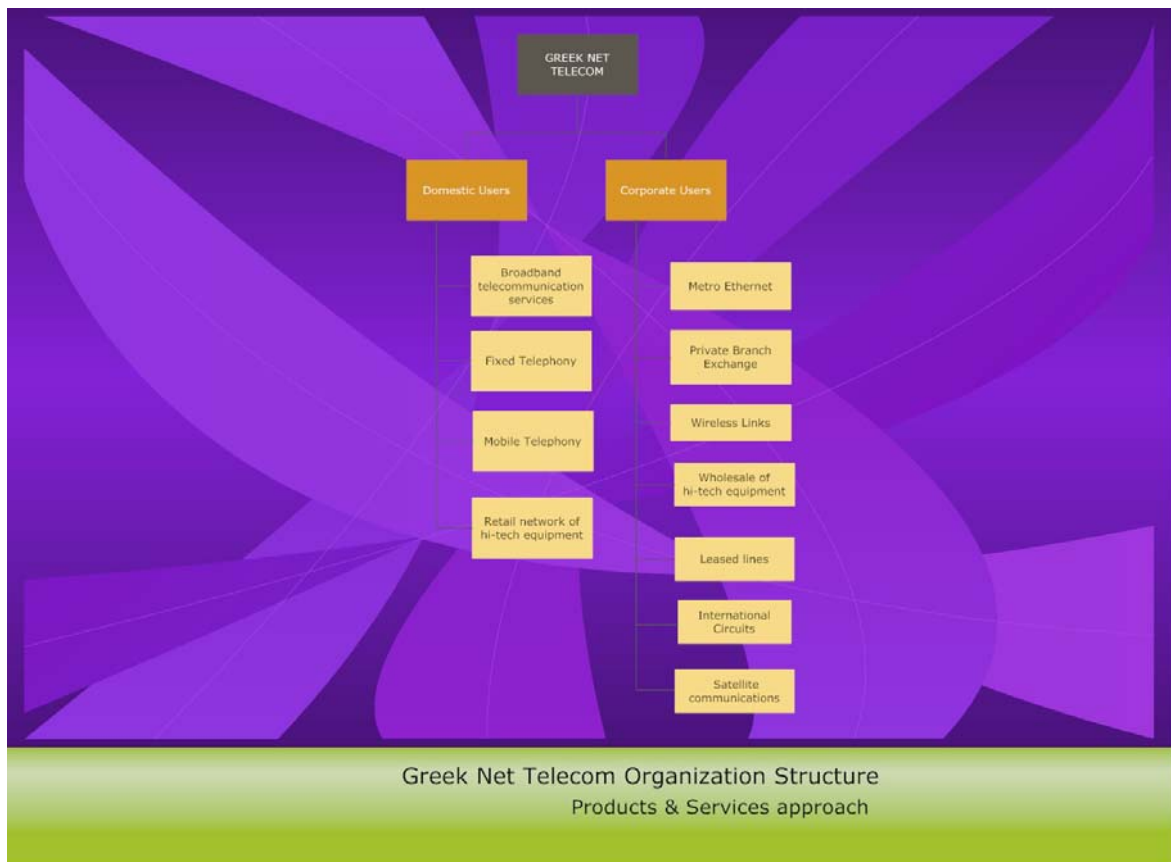 GREEK NET
TELECOM
Domestic Users
Corporate Users
Broadband
telecommunication
services
Fixed Telephony
Mobile Telephony
Retail network of
hi-tech equipment
Metro Ethernet
Private Branch
Exchange
Wireless Links
Wholesale of
hi-tech equipment
Leased lines
International
Circuits
Satellite
communications
Greek Net Telecom Organization Structure
Products & Services approach